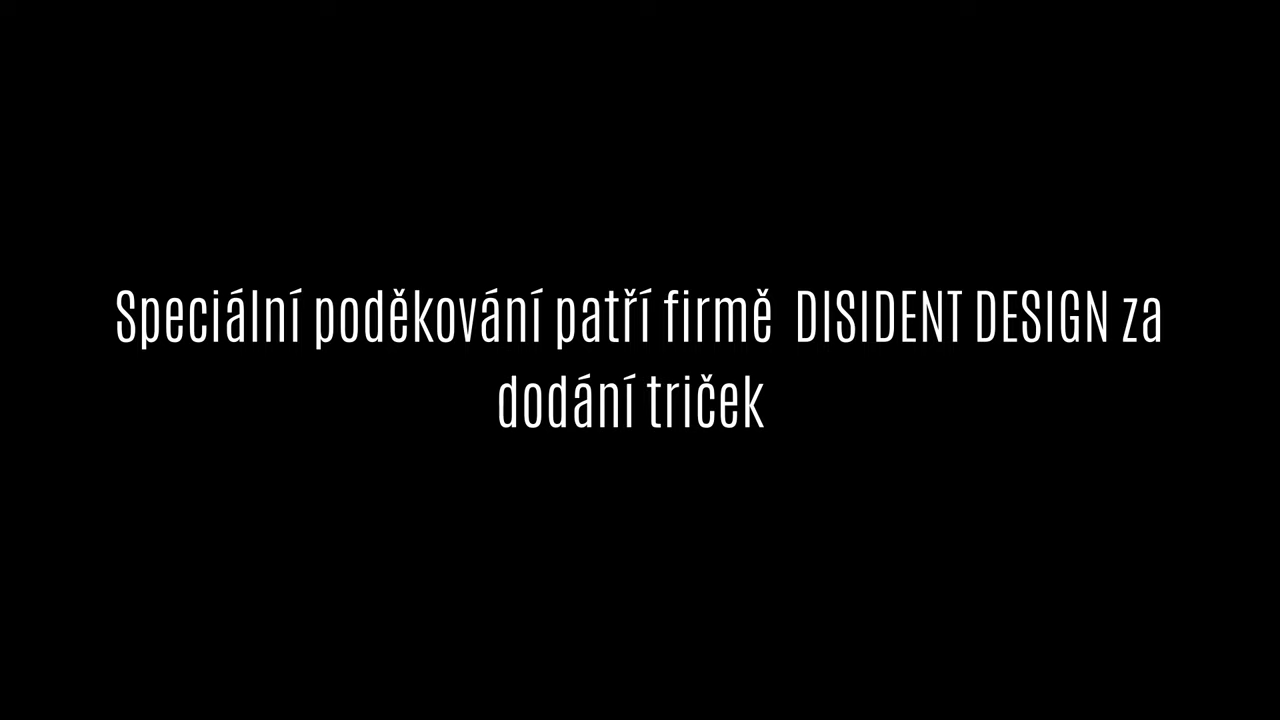 Speciální poděkování patří firmě  DISIDENT DESIGN za
dodání triček